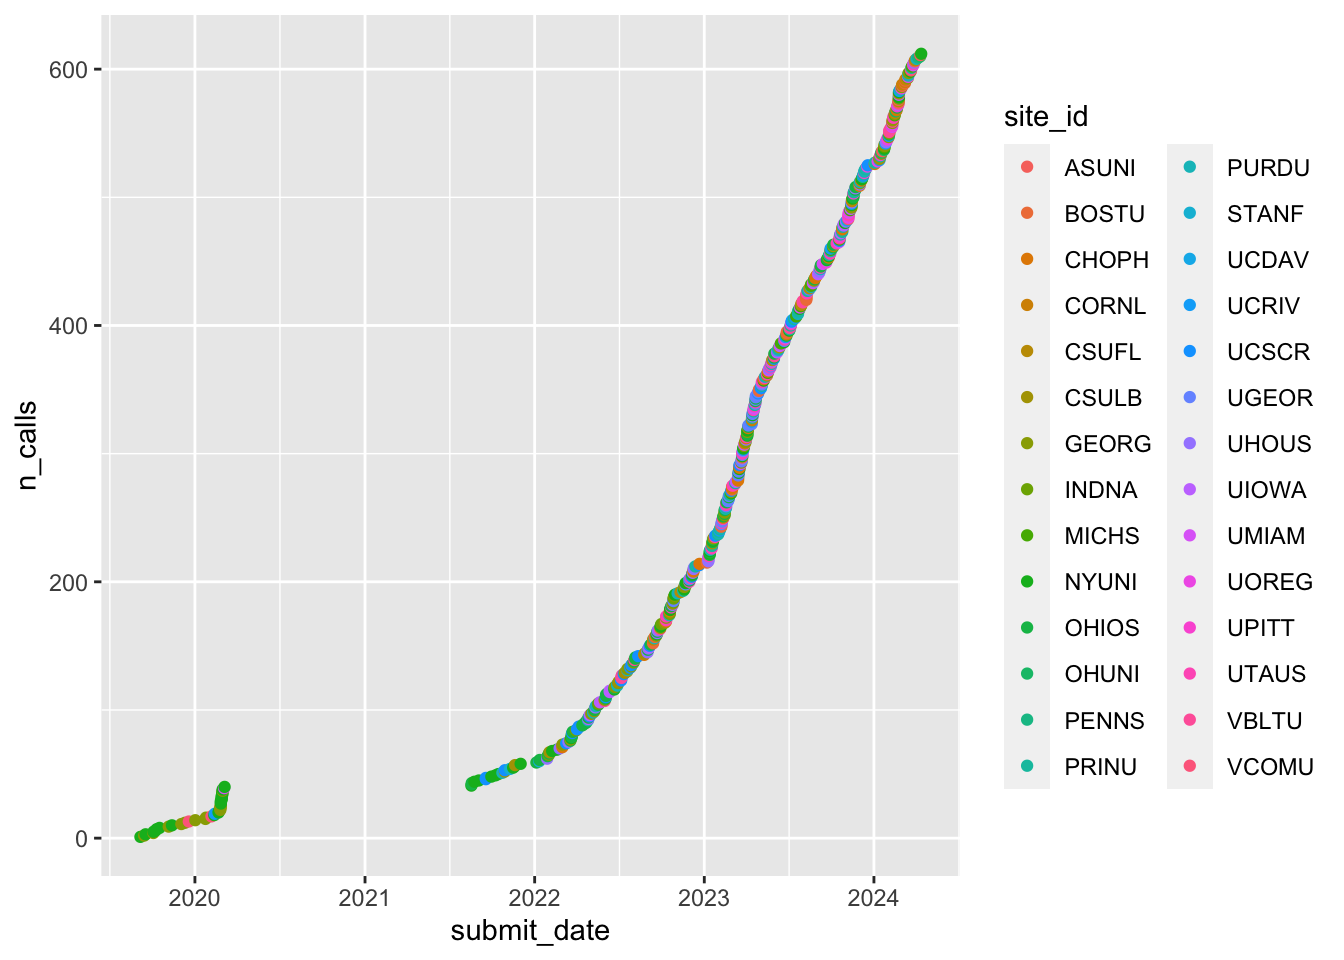 600
400
200
0
n_calls
2020 2021 2022 2023 2024
submit_date
site_id
ASUNI
BOSTU
CHOPH
CORNL
CSUFL
CSULB
GEORG
INDNA
MICHS
NYUNI
OHIOS
OHUNI
PENNS
PRINU
PURDU
STANF
UCDAV
UCRIV
UCSCR
UGEOR
UHOUS
UIOWA
UMIAM
UOREG
UPITT
UTAUS
VBLTU
VCOMU